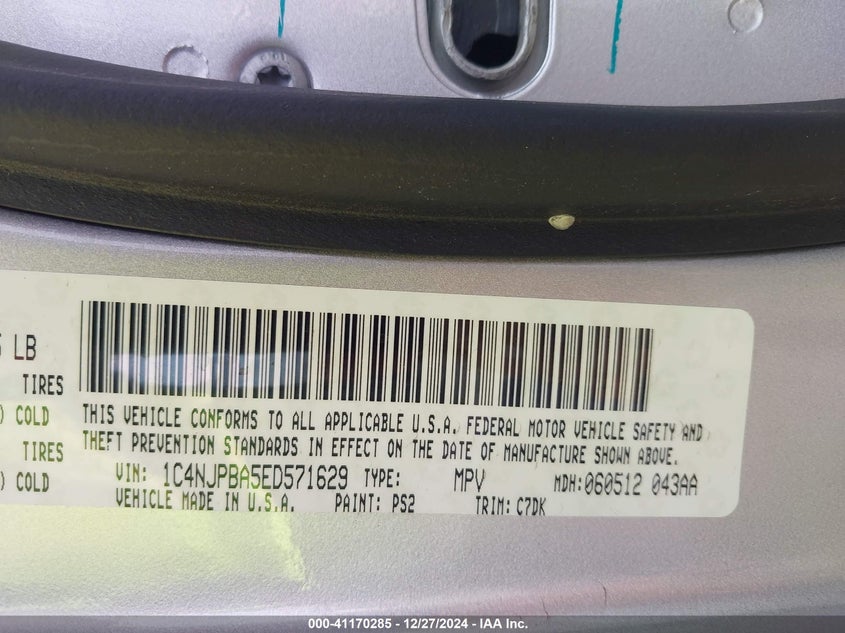 5 LB
TIRES
) COLD
TIRES
) COLD
THIS VEHICLE CONFORMS TO ALL APPLICABLE U.S.A. FEDERAL MOTOR VEHICLE SAFETY AND
THEFT PREVENTION STANDARDS IN EFFECT ON THE DATE OF MANUFACTURE SHOWN ABOVE.
VIN: 1C4NJPBA5ED571629 TYPE: MPV MDH:060512 043AA
VEHICLE MADE IN U.S.A. PAINT: PS2 TRIM: C7DK
000-41170285 - 12/27/2024 - IAA Inc.